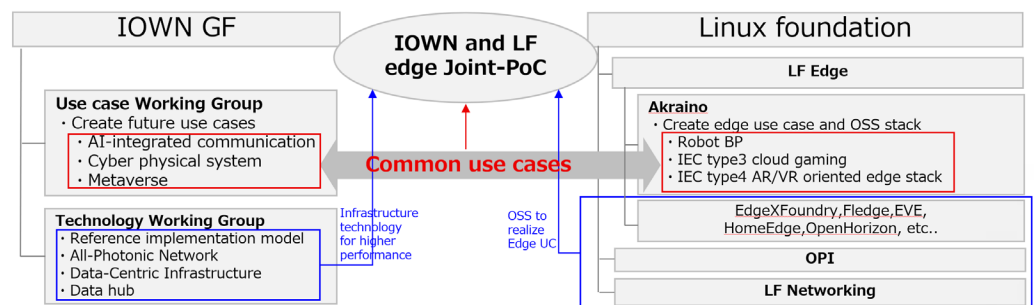 IOWN GF
IOWN and LF
edge Joint-PoC
Linux foundation
LF Edge
Use case Working Group
・Create future use cases
・AI-integrated communication
・Cyber physical system
・Metaverse
Common use cases
Akraino
・Create edge use case and OSS stack
・Robot BP
・IEC type3 cloud gaming
・IEC type4 AR/VR oriented edge stack
Technology Working Group
・Reference implementation model
・All-Photonic Network
・Data-Centric Infrastructure
・Data hub
Infrastructure
technology
for higher
performance
OSS to
realize
Edge UC
EdgeXFoundry,Fledge,EVE,
HomeEdge,OpenHorizon, etc..
OPI
LF Networking